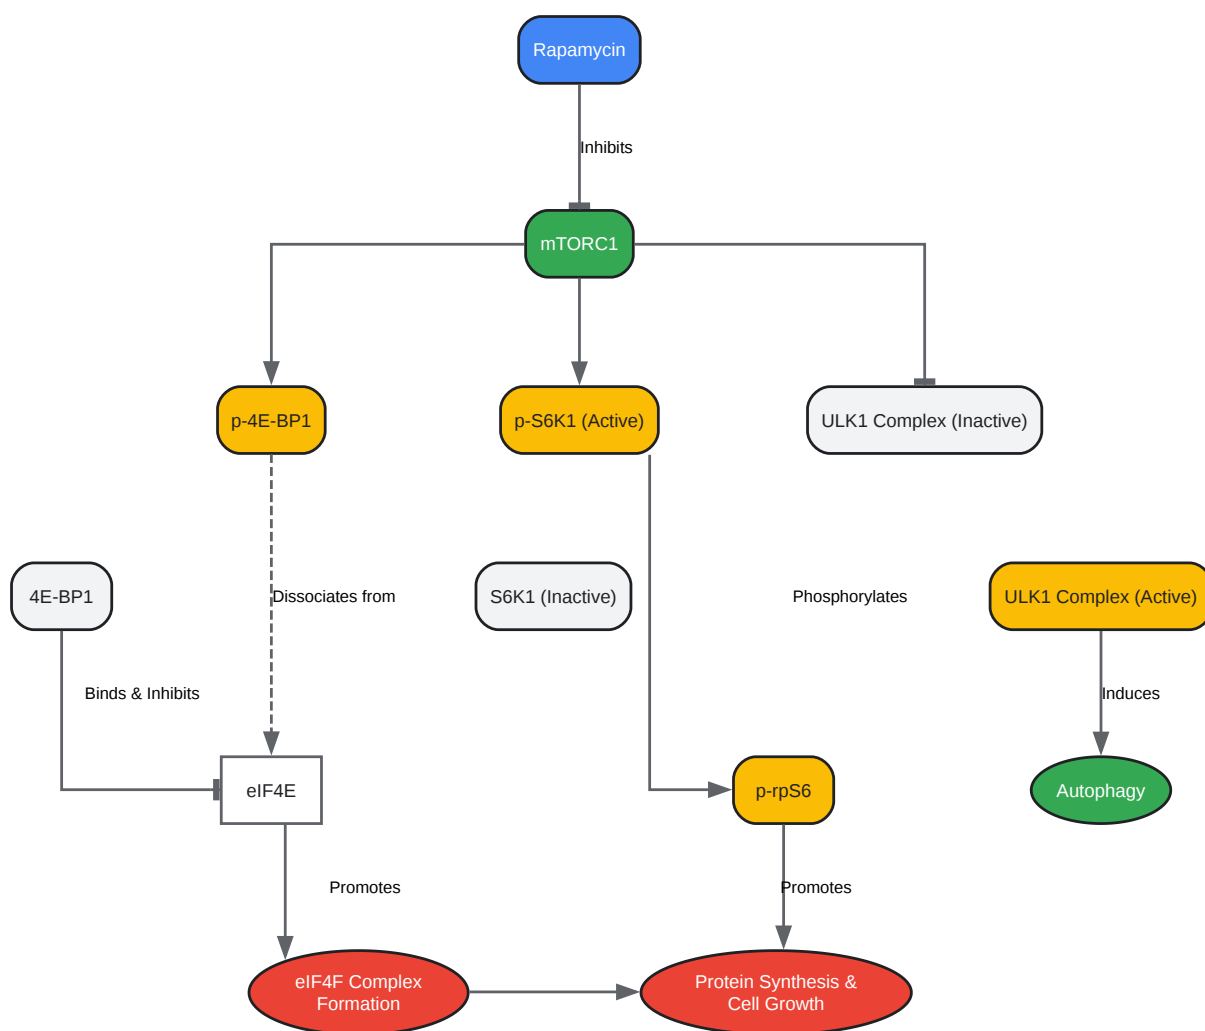 Rapamycin
Inhibits
mTORC1
p-4E-BP1
p-S6K1 (Active)
ULK1 Complex (Inactive)
4E-BP1
Dissociates from
S6K1 (Inactive)
Phosphorylates
ULK1 Complex (Active)
Binds & Inhibits
Induces
eIF4E
p-rpS6
Autophagy
Promotes
Promotes
eIF4F Complex
Formation
Protein Synthesis &
Cell Growth